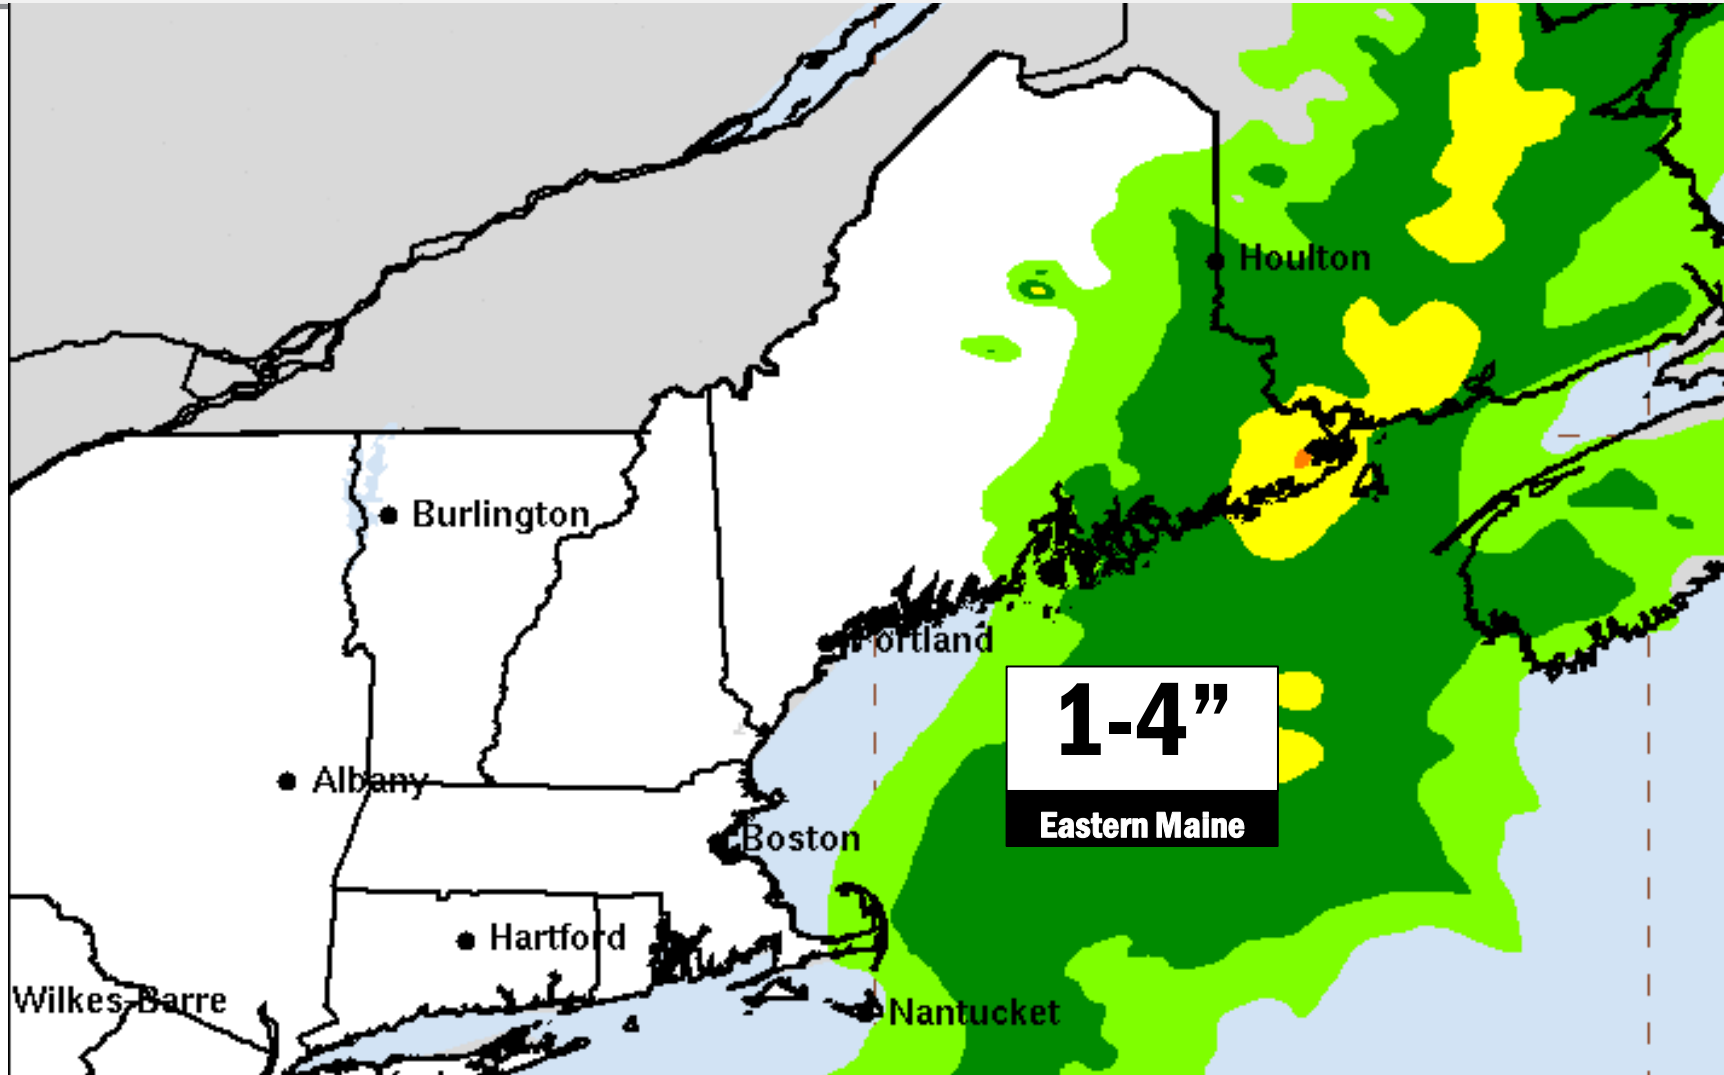 Houlton
Burlington
Portland
1-4”
Albany
Eastern Maine
Boston
Hartford
Wilkes-Barre
Nantucket